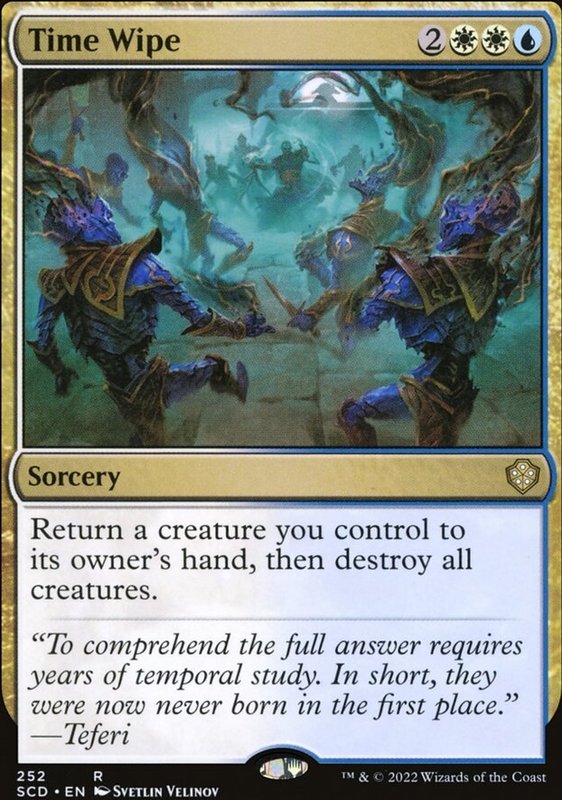 Time Wipe 2
Sorcery
Return a creature you control to
its owner's hand, then destroy all
creatures.
“To comprehend the full answer requires
years of temporal study. In short, they
were now never born in the first place.”
—Teferi
252 R
SCD • EN Svetlin Velinov
™ & © 2022 Wizards of the Coast